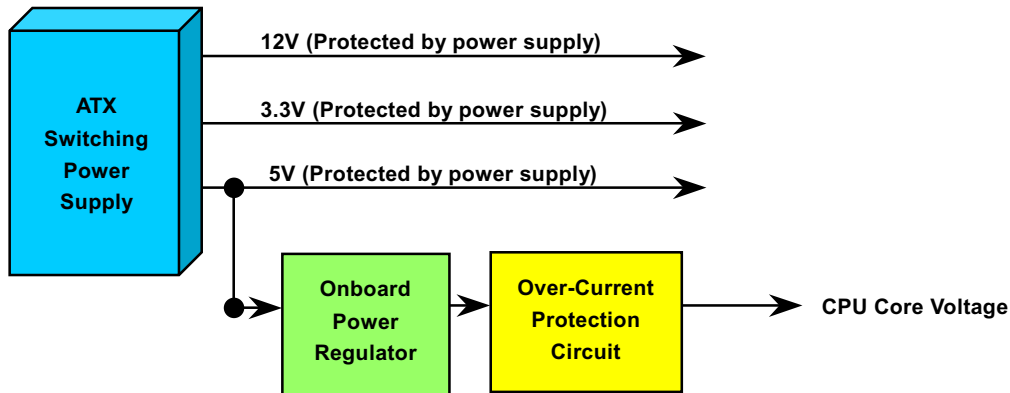 12V (Protected by power supply)
ATX
Switching
Power
Supply
3.3V (Protected by power supply)
5V (Protected by power supply)
Onboard
Power
Regulator
Over-Current
Protection
Circuit
CPU Core Voltage